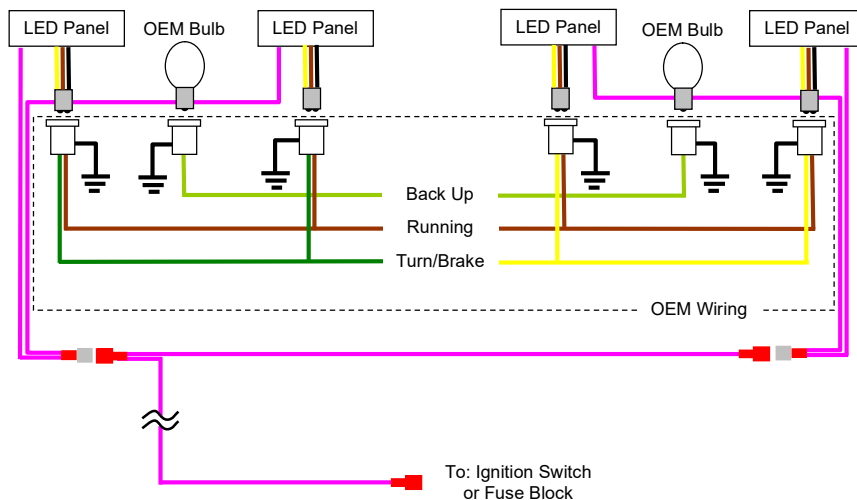 LED Panel
OEM Bulb
LED Panel
LED Panel
OEM Bulb
LED Panel
Back Up
Running
Turn/Brake
OEM Wiring
To: Ignition Switch
or Fuse Block